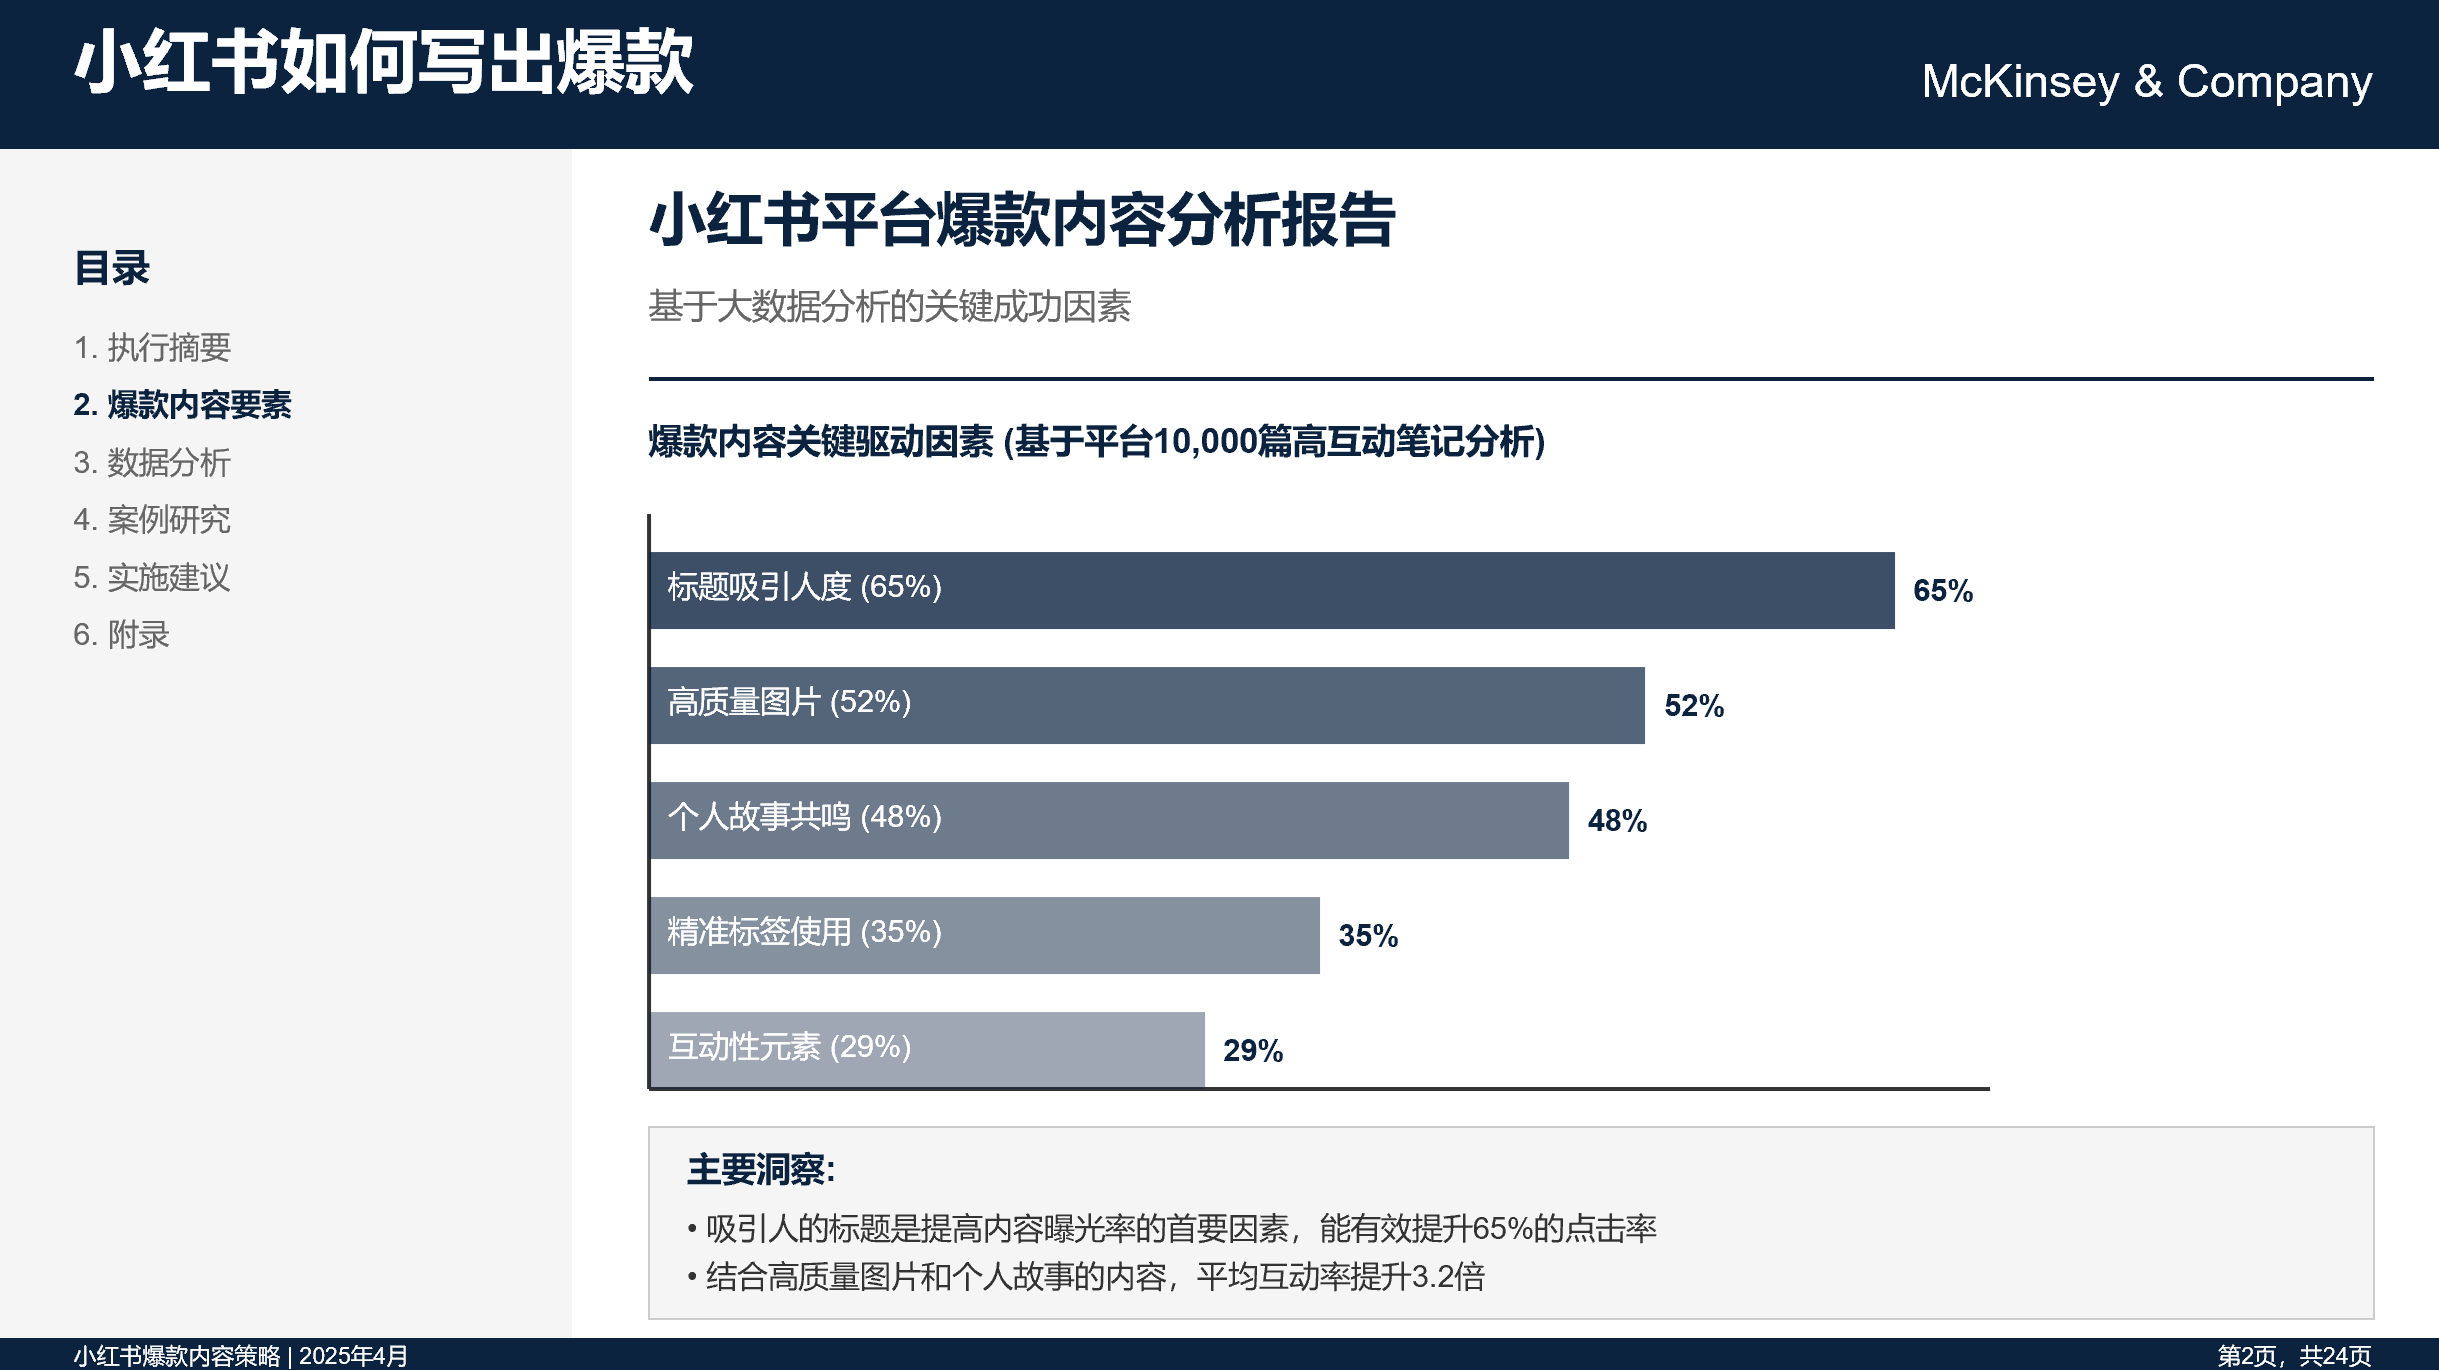 小红书如何写出爆款
McKinsey & Company
目录
1. 执行摘要
2. 爆款内容要素
3. 数据分析
4. 案例研究
5. 实施建议
6. 附录
小红书平台爆款内容分析报告
基于大数据分析的关键成功因素
爆款内容关键驱动因素 (基于平台10,000篇高互动笔记分析)
标题吸引人度 (65%)
65%
高质量图片 (52%)
52%
个人故事共鸣 (48%)
48%
精准标签使用 (35%)
35%
互动性元素 (29%)
29%
主要洞察:
• 吸引人的标题是提高内容曝光率的首要因素，能有效提升65%的点击率
• 结合高质量图片和个人故事的内容，平均互动率提升3.2倍
小红书爆款内容策略 | 2025年4月
第2页，共24页